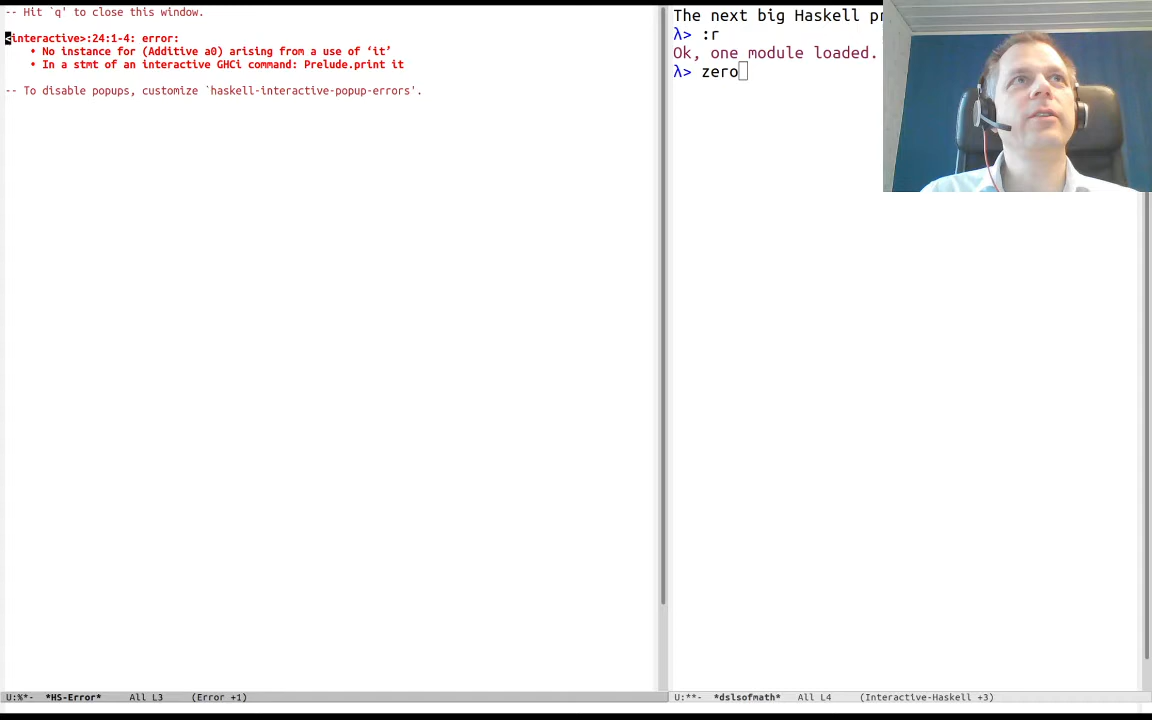 -- Hit `q' to close this window.
<interactive>:24:1-4: error:
• No instance for (Additive a0) arising from a use of ‘it’
• In a stmt of an interactive GHCi command: Prelude.print it
-- To disable popups, customize `haskell-interactive-popup-errors'.
U:%*- *HS-Error* All L3 (Error +1)
The next big Haskell pr
λ> :r
Ok, one module loaded.
λ> zero
U:**- *dslsofmath* All L4 (Interactive-Haskell +3)